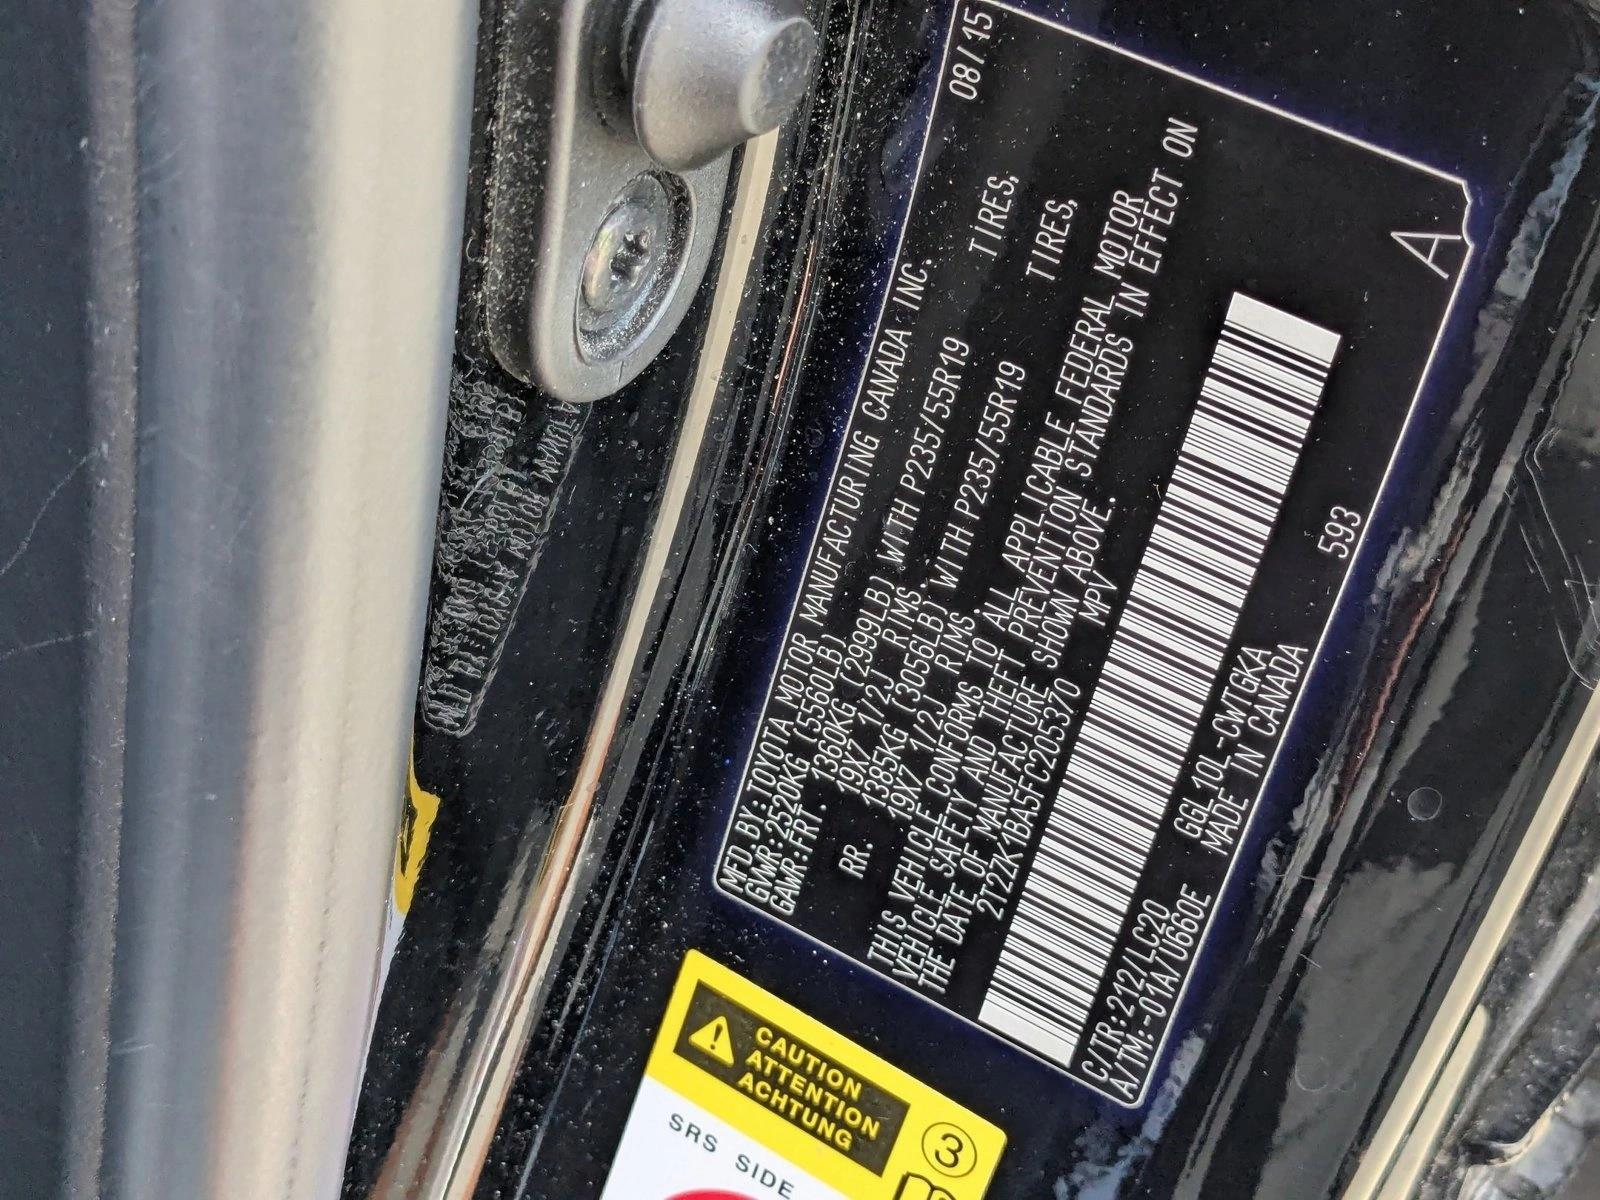 MFD. BY: TOYOTA MOTOR MANUFACTURING CANADA INC. 08/15
GVWR: 2520KG (5560LB)
GAWR: FRT. 1360KG (2999LB) WITH P235/55R19 TIRES,
19X7 1/2J RIMS.
RR. 1385KG (3056LB) WITH P235/55R19 TIRES,
19X7 1/2J RIMS.
THIS VEHICLE CONFORMS TO ALL APPLICABLE FEDERAL MOTOR
VEHICLE SAFETY AND THEFT PREVENTION STANDARDS IN EFFECT ON
THE DATE OF MANUFACTURE SHOWN ABOVE.
2T2ZK1BA5FC205370 MPV
C/TR: 212/LC20 GGL 10L-CWTGKA 593
A/TM: -01A/U660E MADE IN CANADA
A
CAUTION
ATTENTION
ACHTUNG
3
SRS SIDE